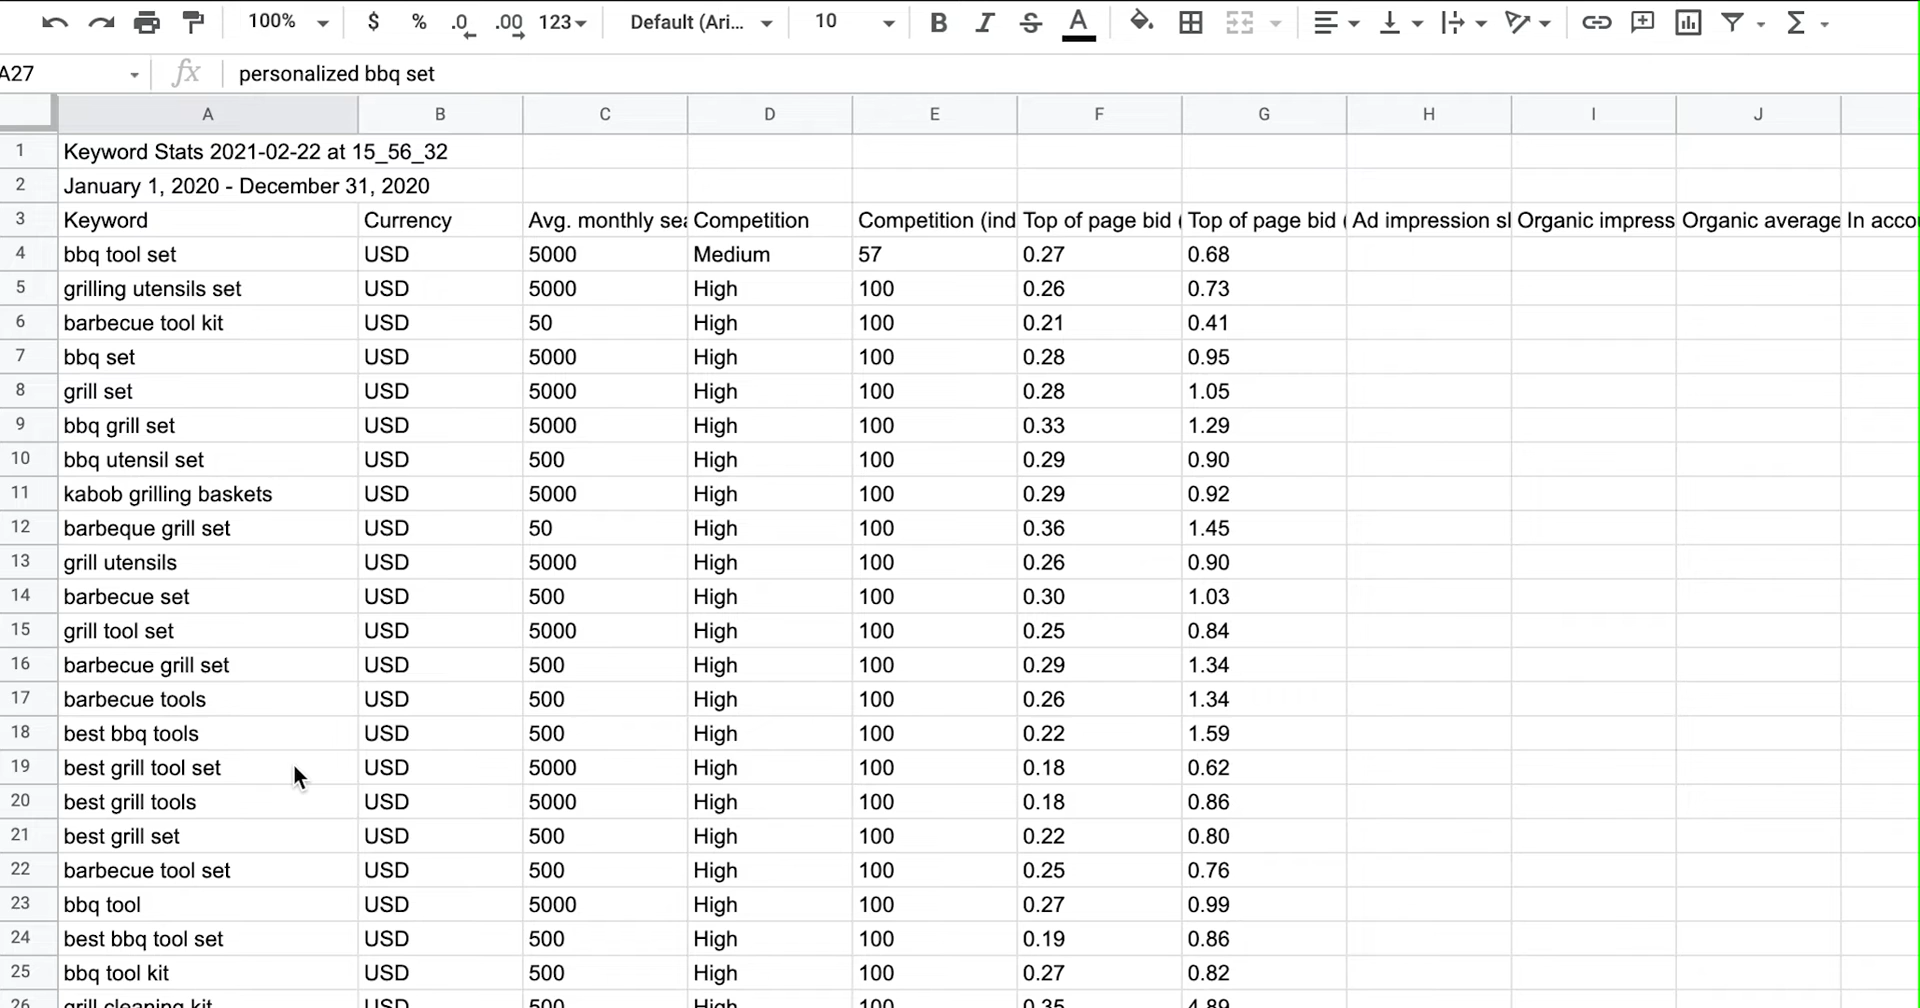 100% $ % .0 .00 123 Default (Ari... 10 B I S A
A27 fx personalized bbq set
A B C D E F G H I J
1 Keyword Stats 2021-02-22 at 15_56_32
2 January 1, 2020 - December 31, 2020
3 Keyword Currency Avg. monthly sea Competition Competition (ind Top of page bid ( Top of page bid ( Ad impression sl Organic impress Organic average In acco
4 bbq tool set USD 5000 Medium 57 0.27 0.68
5 grilling utensils set USD 5000 High 100 0.26 0.73
6 barbecue tool kit USD 50 High 100 0.21 0.41
7 bbq set USD 5000 High 100 0.28 0.95
8 grill set USD 5000 High 100 0.28 1.05
9 bbq grill set USD 5000 High 100 0.33 1.29
10 bbq utensil set USD 500 High 100 0.29 0.90
11 kabob grilling baskets USD 5000 High 100 0.29 0.92
12 barbeque grill set USD 50 High 100 0.36 1.45
13 grill utensils USD 5000 High 100 0.26 0.90
14 barbecue set USD 500 High 100 0.30 1.03
15 grill tool set USD 5000 High 100 0.25 0.84
16 barbecue grill set USD 500 High 100 0.29 1.34
17 barbecue tools USD 500 High 100 0.26 1.34
18 best bbq tools USD 500 High 100 0.22 1.59
19 best grill tool set USD 5000 High 100 0.18 0.62
20 best grill tools USD 5000 High 100 0.18 0.86
21 best grill set USD 500 High 100 0.22 0.80
22 barbecue tool set USD 500 High 100 0.25 0.76
23 bbq tool USD 5000 High 100 0.27 0.99
24 best bbq tool set USD 500 High 100 0.19 0.86
25 bbq tool kit USD 500 High 100 0.27 0.82
26 grill cleaning kit USD 500 High 100 0.35 4.89